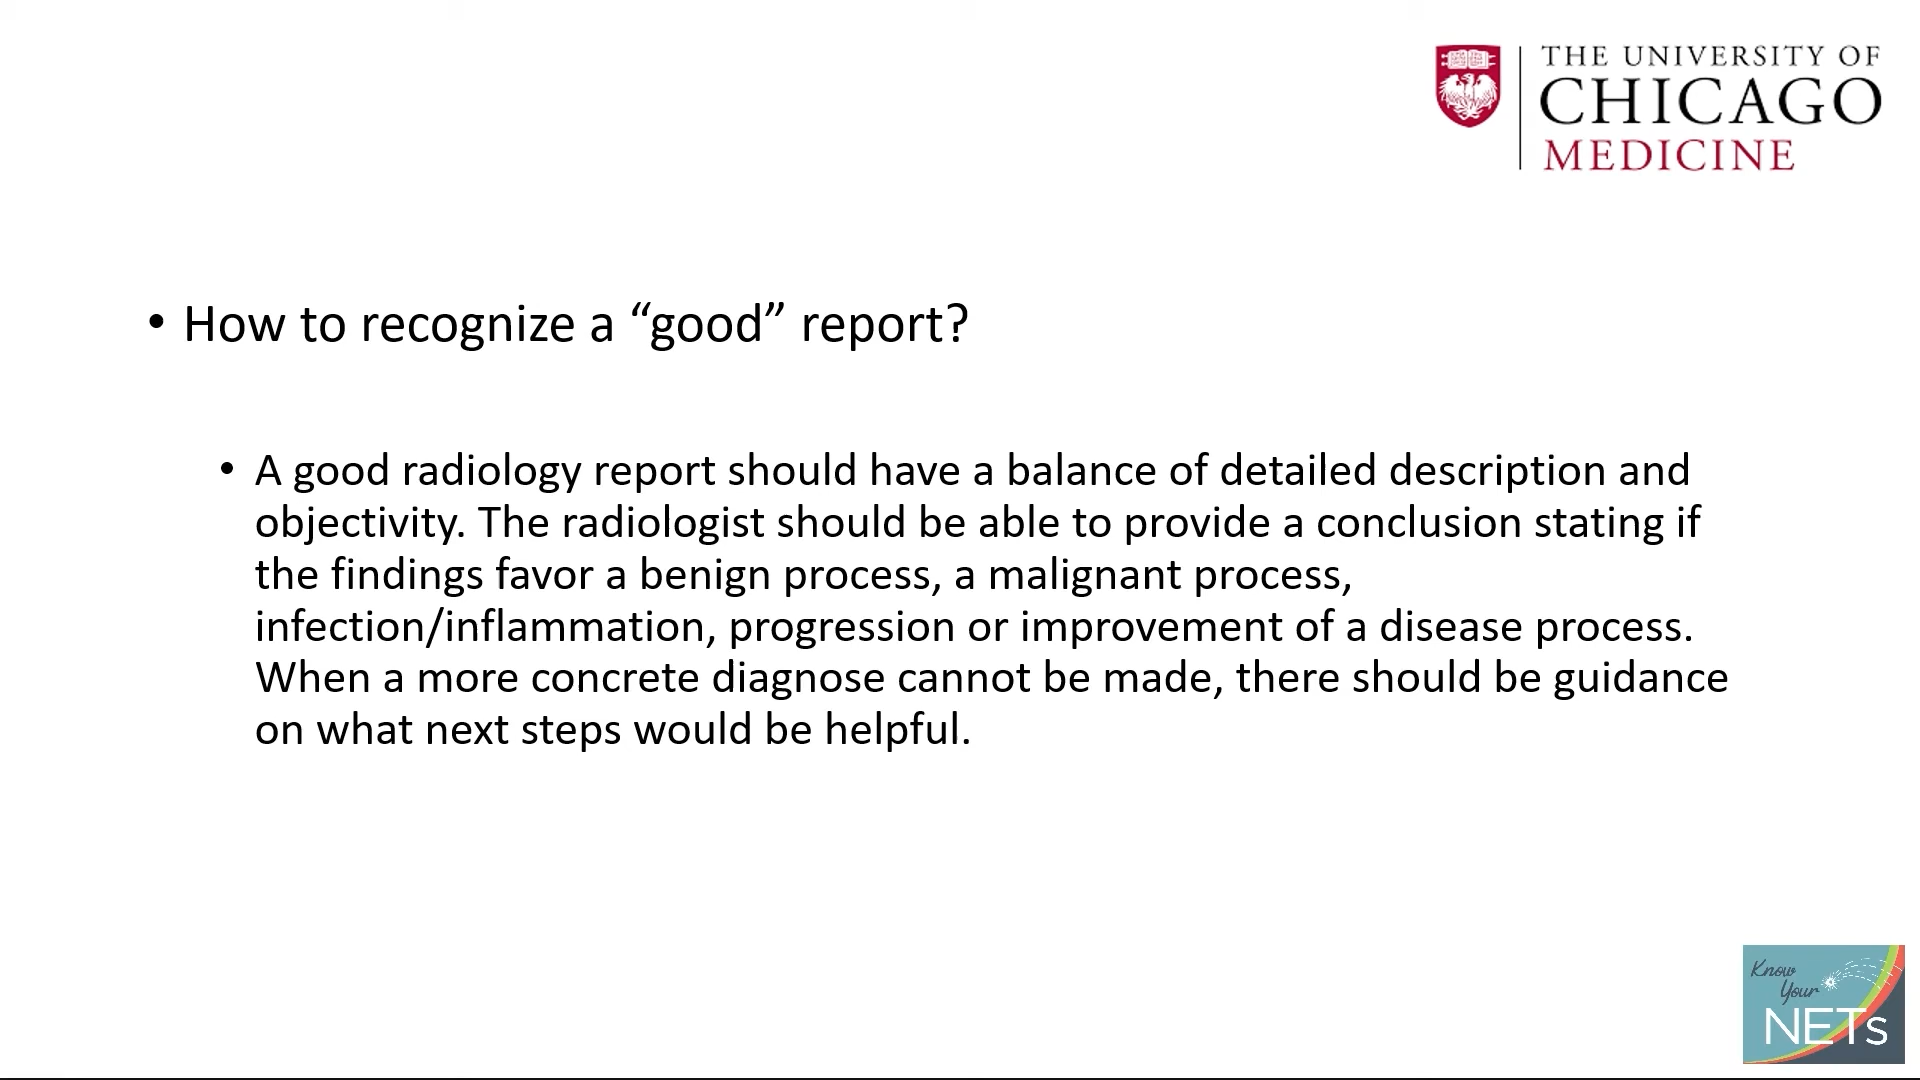 THE UNIVERSITY OF
CHICAGO
MEDICINE
• How to recognize a “good” report?
• A good radiology report should have a balance of detailed description and
objectivity. The radiologist should be able to provide a conclusion stating if
the findings favor a benign process, a malignant process,
infection/inflammation, progression or improvement of a disease process.
When a more concrete diagnose cannot be made, there should be guidance
on what next steps would be helpful.
Know
Your
NETs